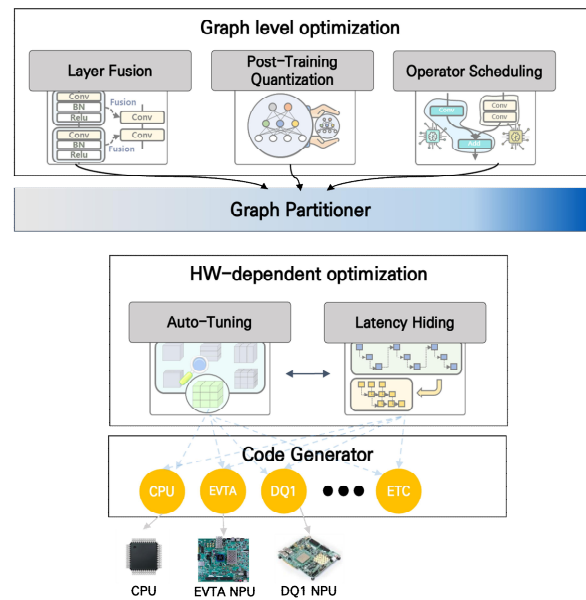 Graph level optimization
Layer Fusion
Post-Training
Quantization
Operator Scheduling
Conv
BN
Relu
Fusion
Conv
Conv
BN
Relu
Fusion
Conv
Conv
Conv
Conv
Add
Graph Partitioner
HW-dependent optimization
Auto-Tuning
Latency Hiding
Code Generator
CPU
EVTA
DQ1
ETC
CPU
EVTA NPU
DQ1 NPU